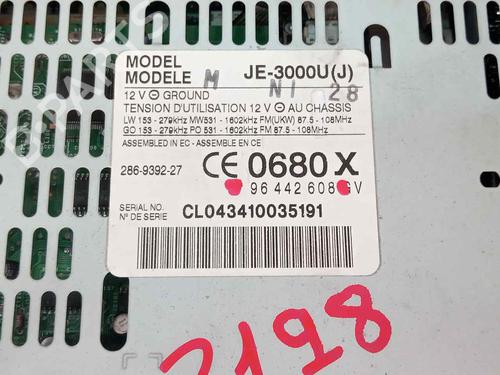 MODEL
MODELE M JE-3000U(J)
N1 28
12 V ⊖ GROUND
TENSION D'UTILISATION 12 V ⊖ AU CHASSIS
LW 153 - 279kHz MW531 - 1602kHz FM(UKW) 87.5 - 108MHz
GO 153 - 279kHz PO 531 - 1602kHz FM 87.5 - 108MHz
ASSEMBLED IN EC - ASSEMBLE EN CE
286-9392-27 CE 0680 X
96 442 608 GV
SERIAL NO.
N° DE SERIE CL043410035191
2198